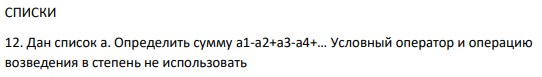 СПИСКИ
12. Дан список а. Определить сумму а1-а2+а3-а4+… Условный оператор и операцию
возведения в степень не использовать